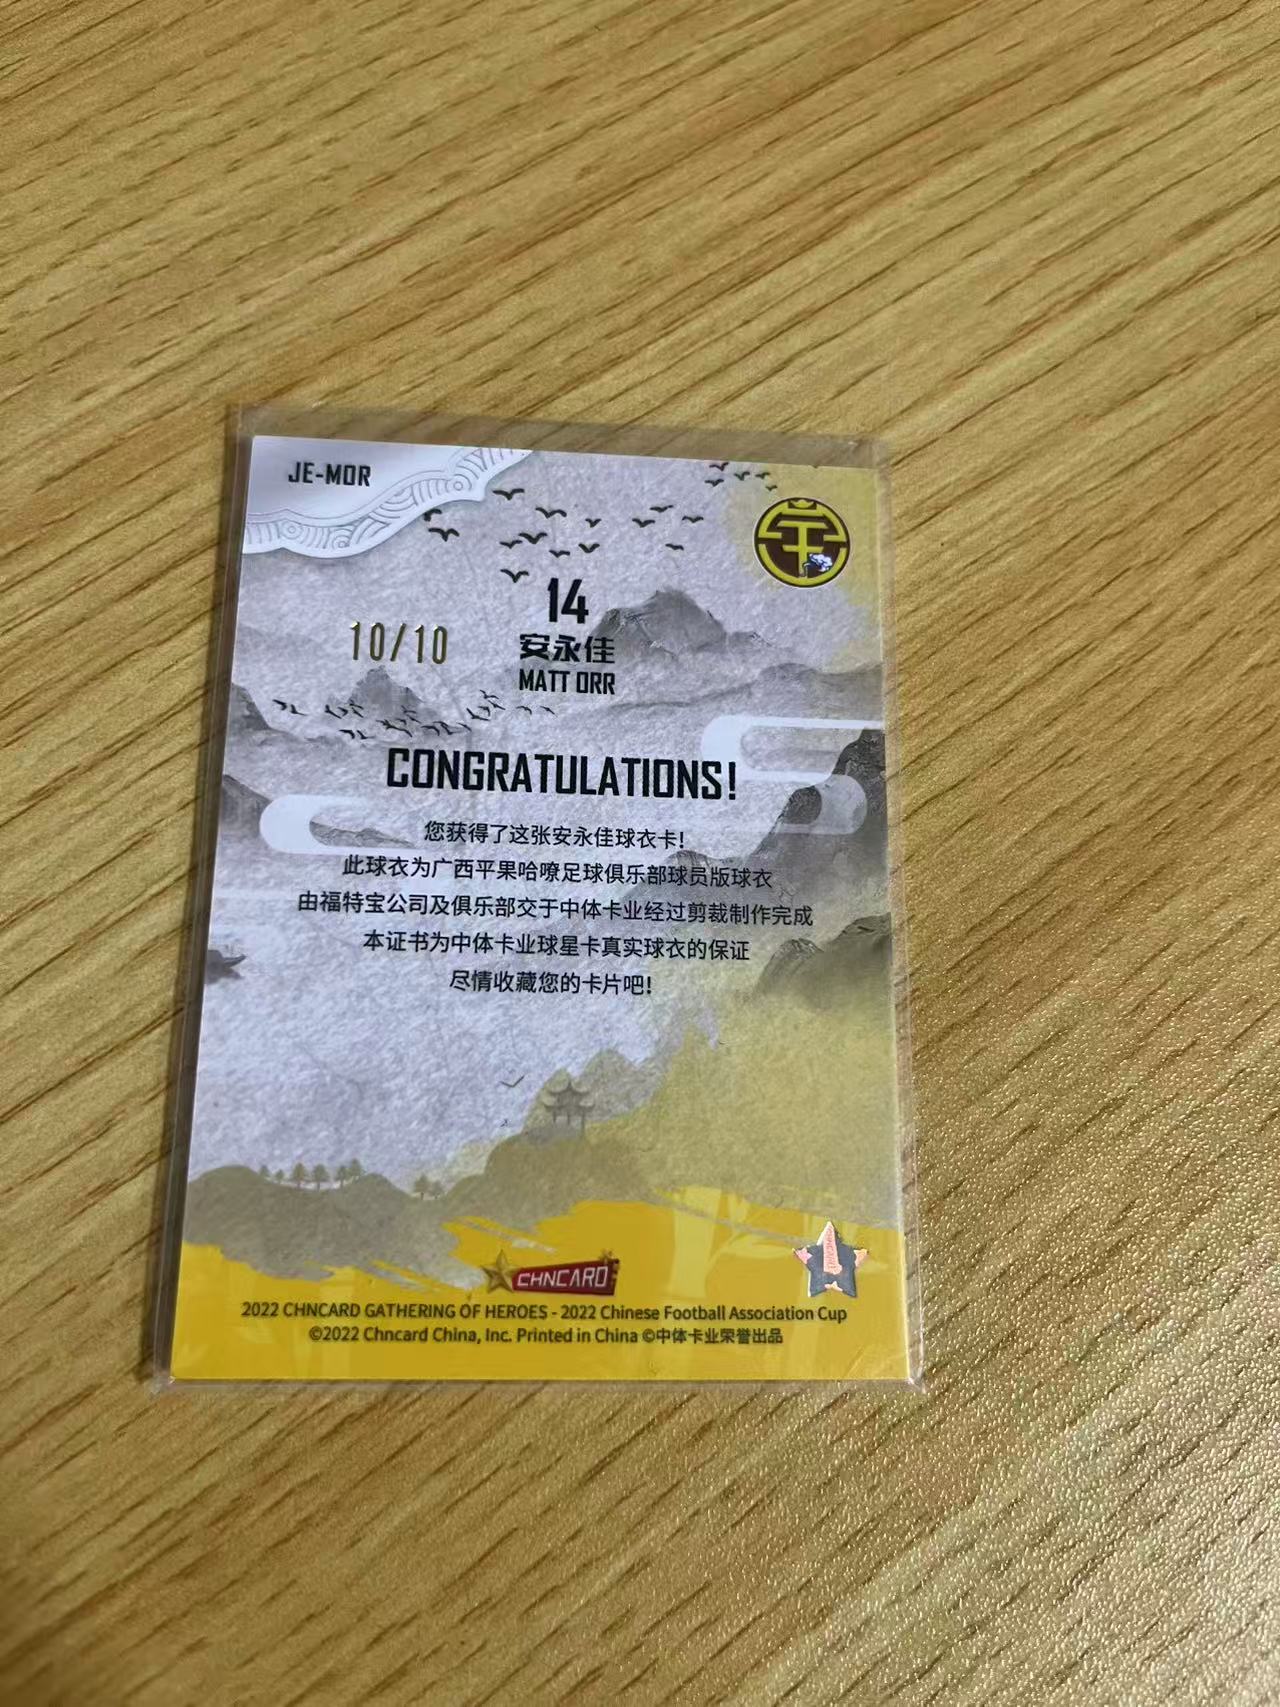 JE-MOR
14
10/10
安永佳
MATT ORR
CONGRATULATIONS!
您获得了这张安永佳球衣卡!
此球衣为广西平果哈嘹足球俱乐部球员版球衣
由福特宝公司及俱乐部交于中体卡业经过剪裁制作完成
本证书为中体卡业球星卡真实球衣的保证
尽情收藏您的卡片吧!
CHNCARD
CHNCARD
2022 CHNCARD GATHERING OF HEROES - 2022 Chinese Football Association Cup
©2022 Chncard China, Inc. Printed in China ©中体卡业荣誉出品